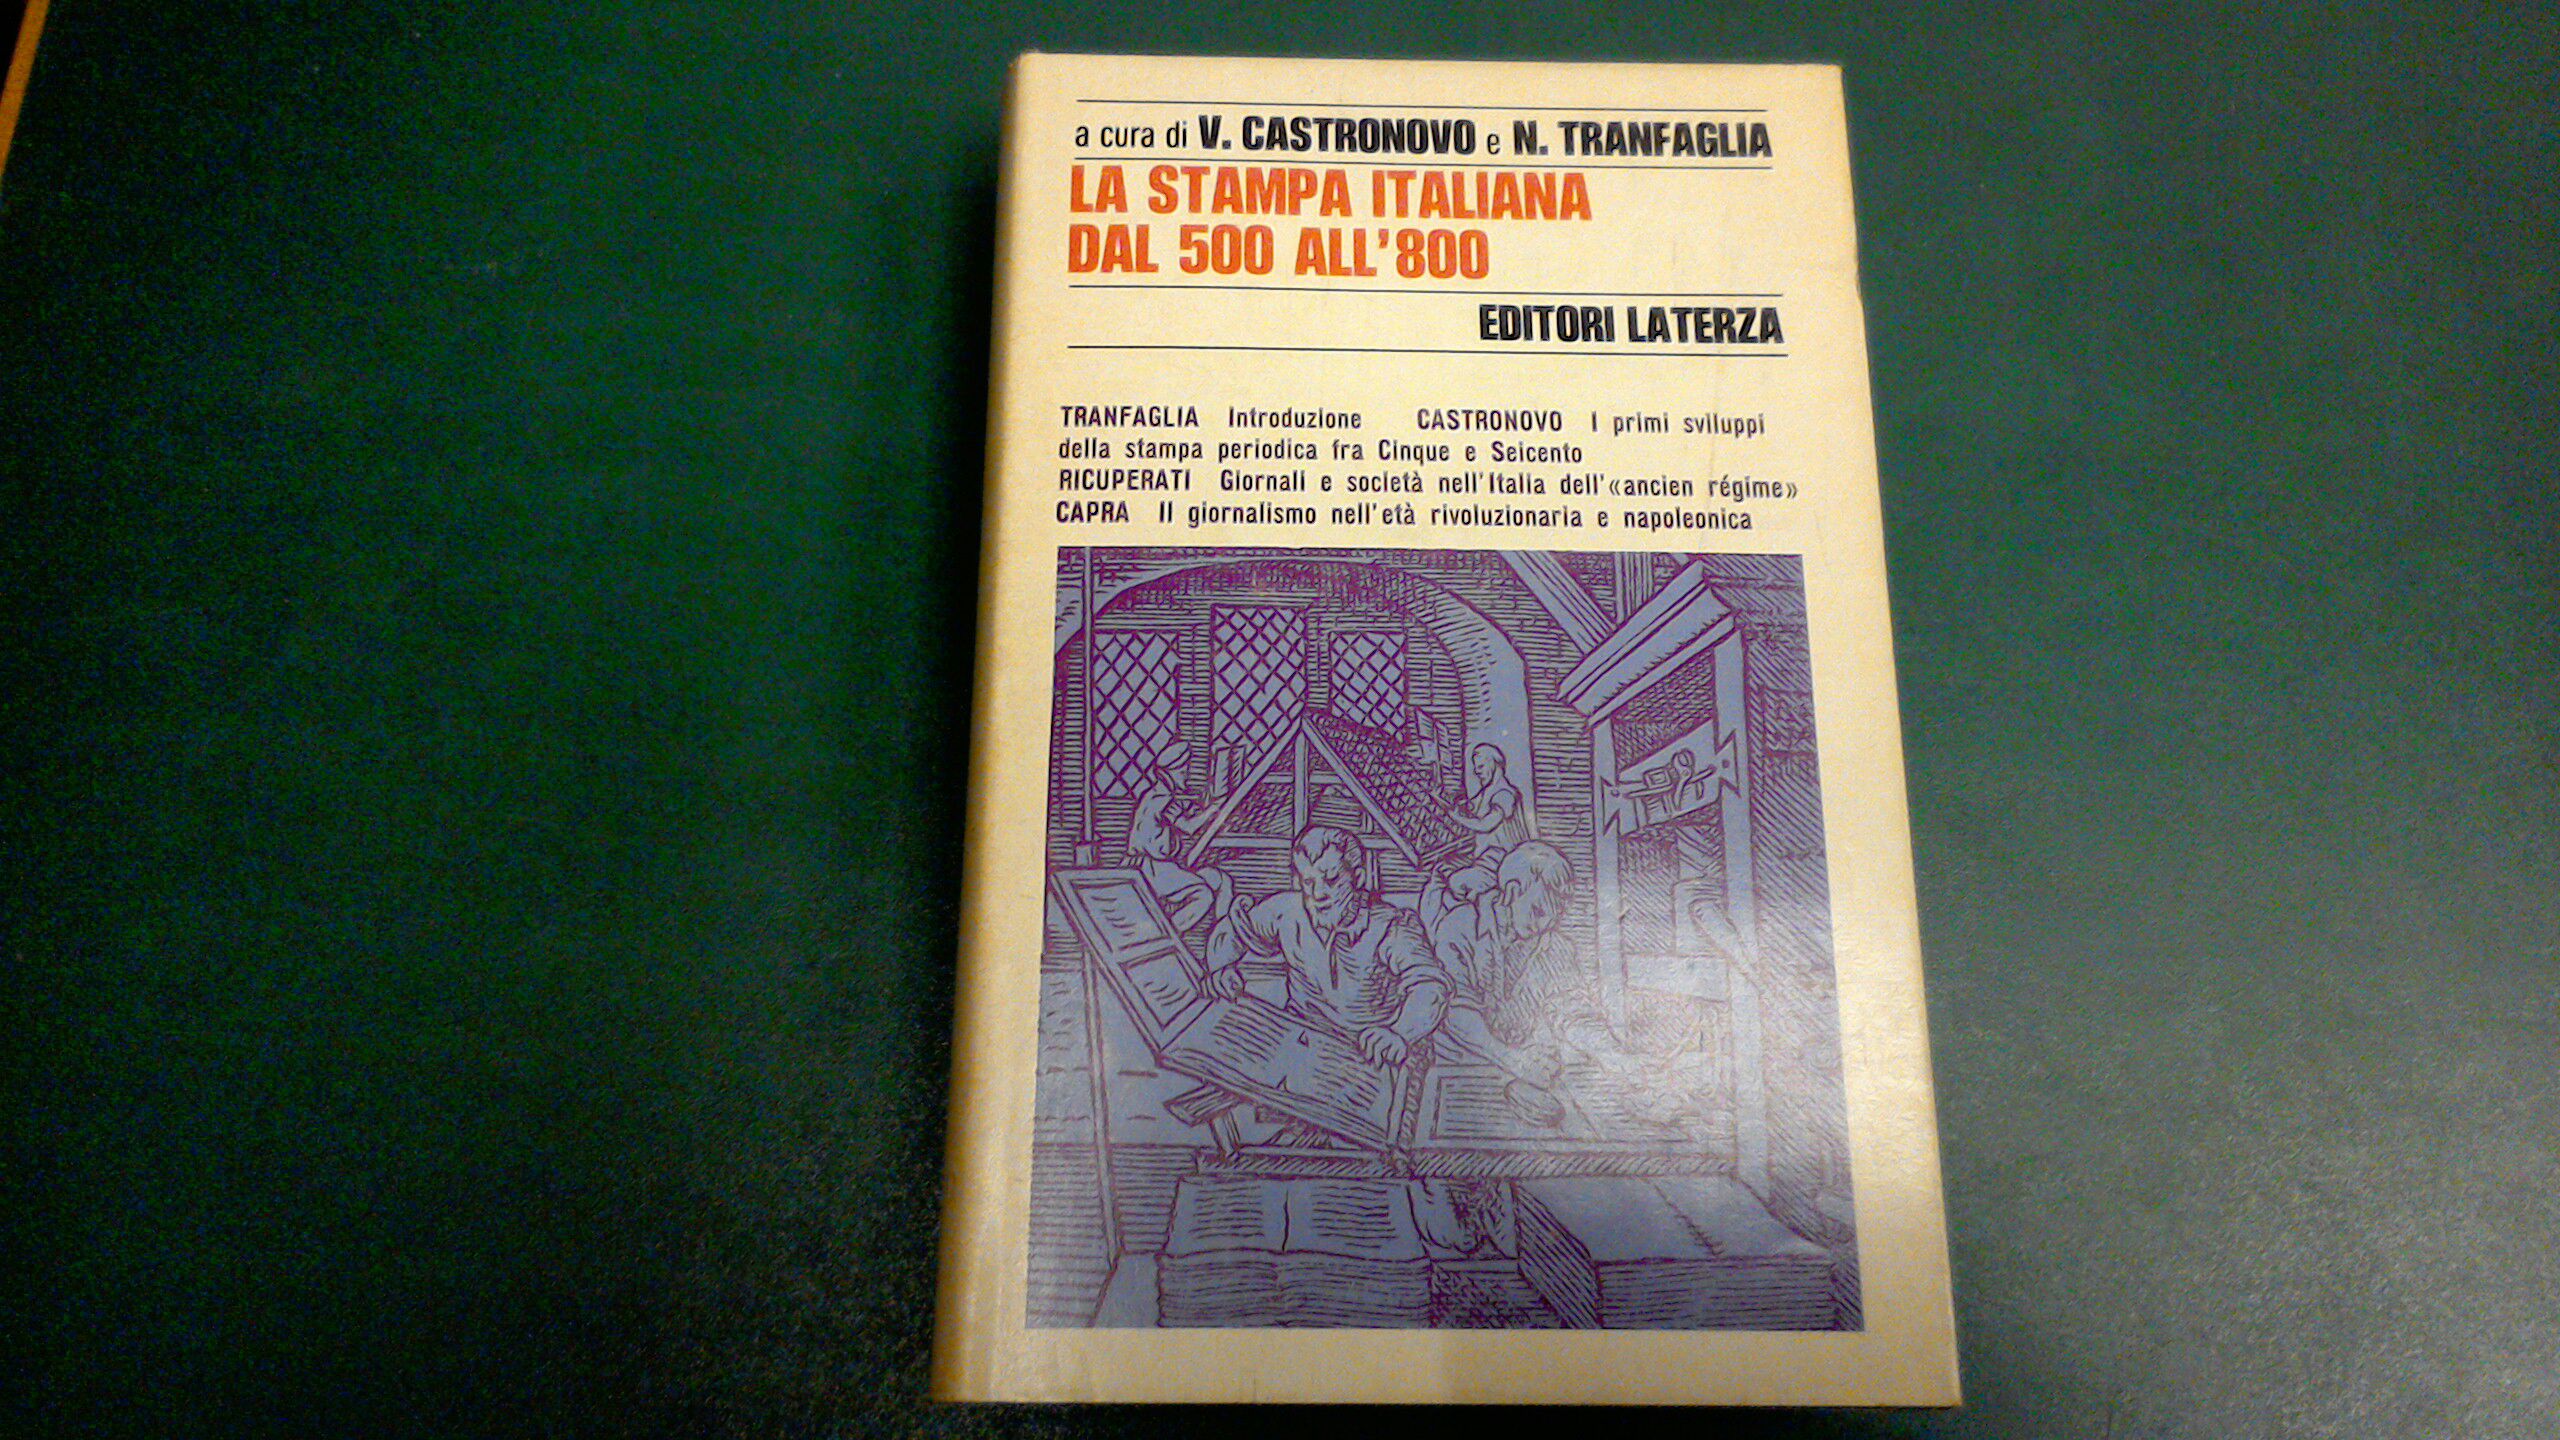 a cura di V. CASTRONOVO e N. TRANFAGLIA
LA STAMPA ITALIANA
DAL 500 ALL'800
EDITORI LATERZA
TRANFAGLIA Introduzione CASTRONOVO I primi sviluppi
della stampa periodica fra Cinque e Seicento
RICUPERATI Giornali e società nell'Italia dell'«ancien régime»
CAPRA Il giornalismo nell'età rivoluzionaria e napoleonica